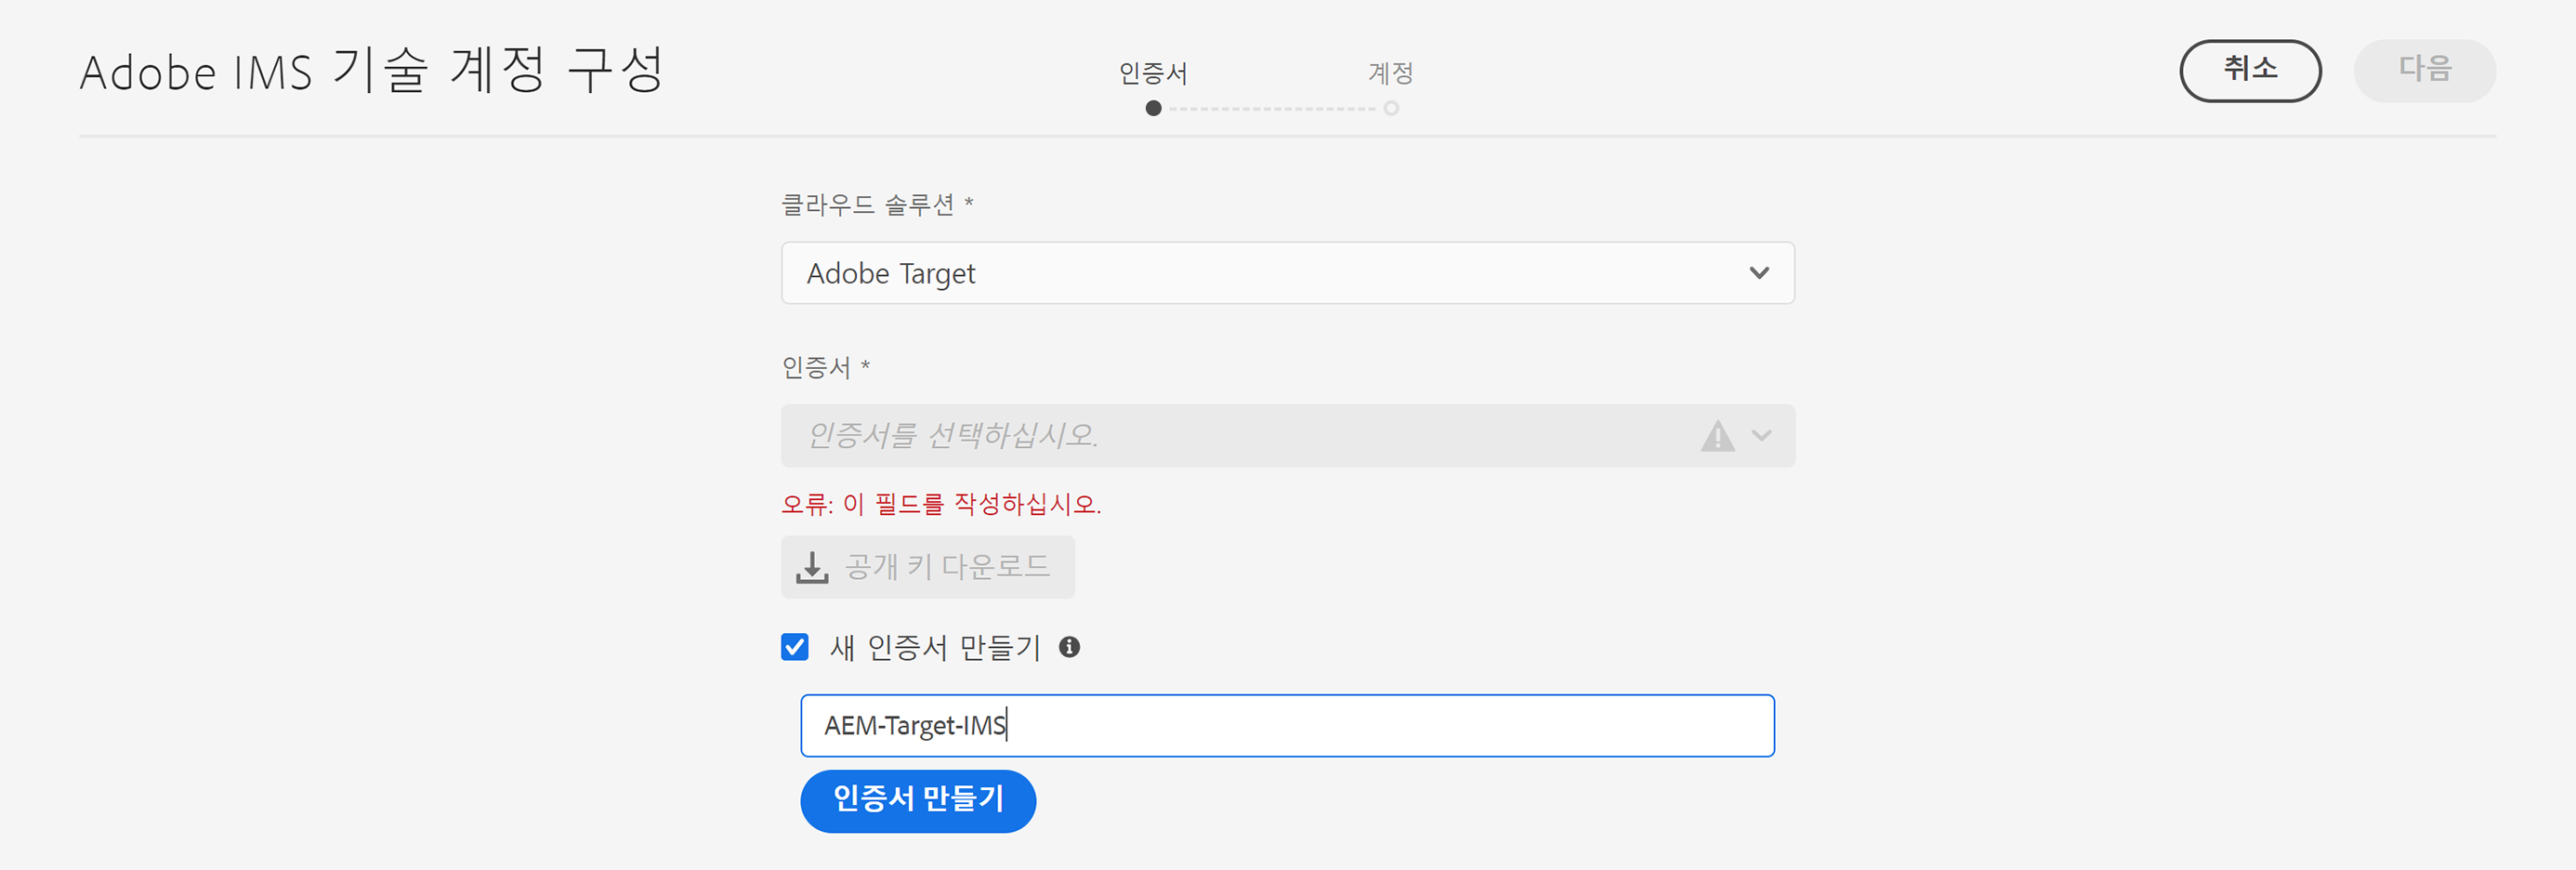 Adobe IMS 기술 계정 구성
인증서
계정
취소
다음
클라우드 솔루션 *
Adobe Target
인증서 *
인증서를 선택하십시오.
오류: 이 필드를 작성하십시오.
공개 키 다운로드
새 인증서 만들기
AEM-Target-IMS
인증서 만들기